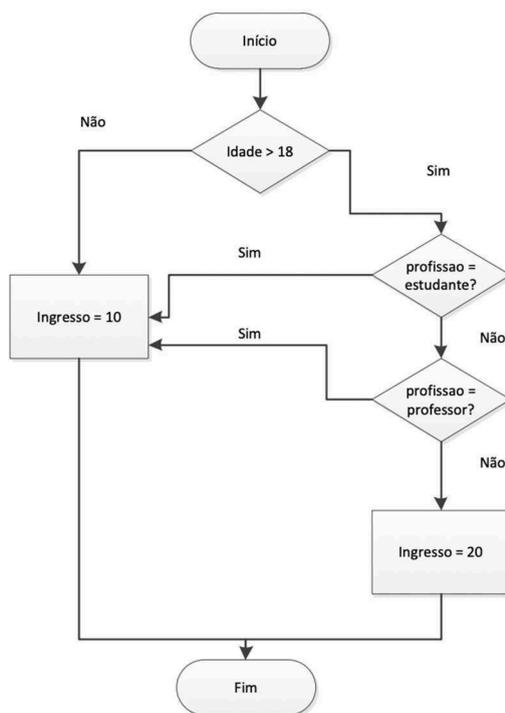 Início
Não
Idade > 18
Sim
Sim
profissao =
estudante?
Ingresso = 10
Sim
Não
profissao =
professor?
Não
Ingresso = 20
Fim